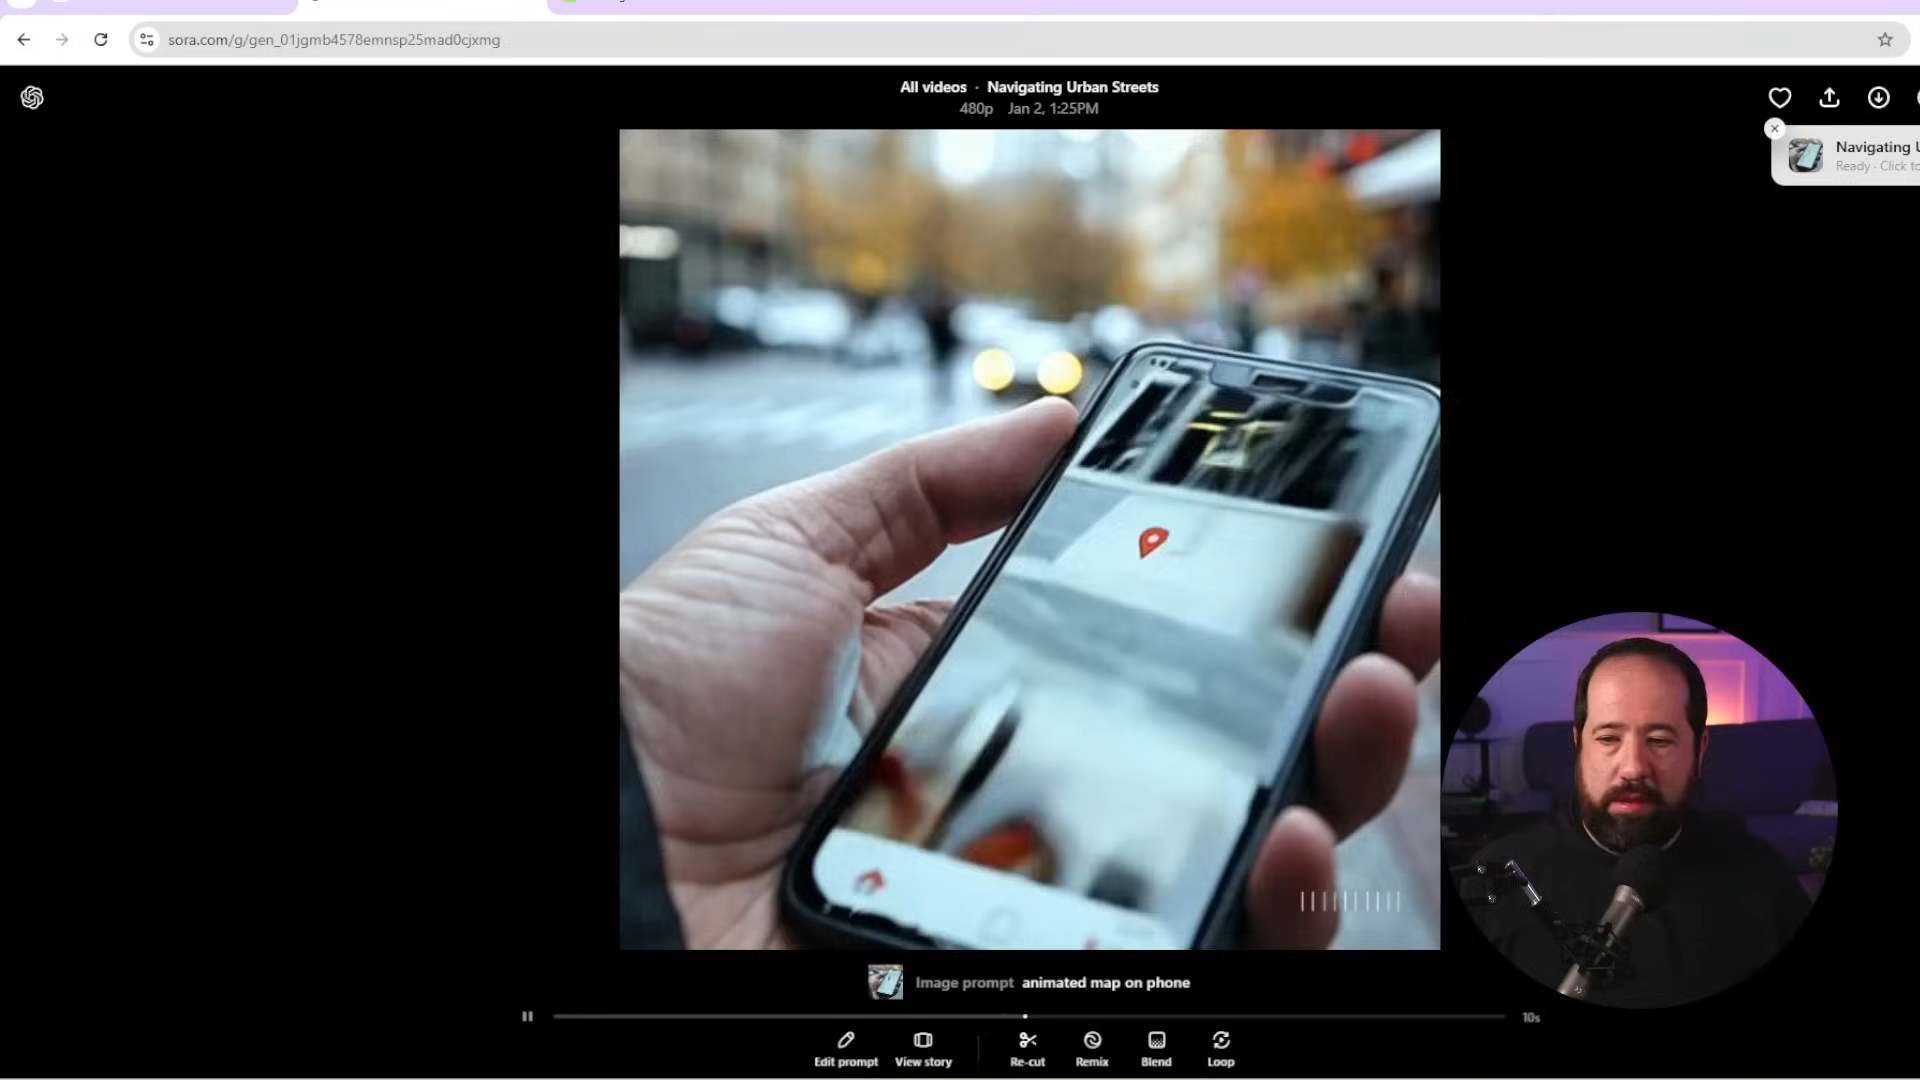 sora.com/g/gen_01jgmb4578emnsp25mad0cjxmg
All videos · Navigating Urban Streets
480p Jan 2, 1:25PM
Navigating U
Ready - Click to
Image prompt animated map on phone
10s
Edit prompt
View story
Re-cut
Remix
Blend
Loop